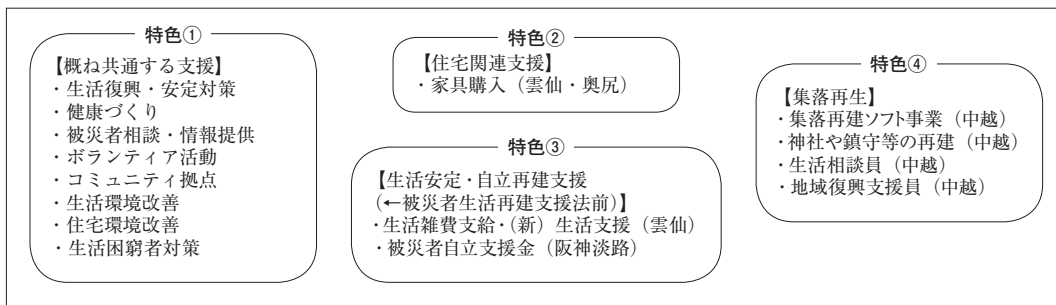 特色①
【概ね共通する支援】
・生活復興・安定対策
・健康づくり
・被災者相談・情報提供
・ボランティア活動
・コミュニティ拠点
・生活環境改善
・住宅環境改善
・生活困窮者対策
特色②
【住宅関連支援】
・家具購入（雲仙・奥尻）
特色③
【生活安定・自立再建支援
(←被災者生活再建支援法前)】
・生活雑費支給・(新）生活支援（雲仙）
・被災者自立支援金（阪神淡路）
特色④
【集落再生】
・集落再建ソフト事業（中越）
・神社や鎮守等の再建（中越）
・生活相談員（中越）
・地域復興支援員（中越）